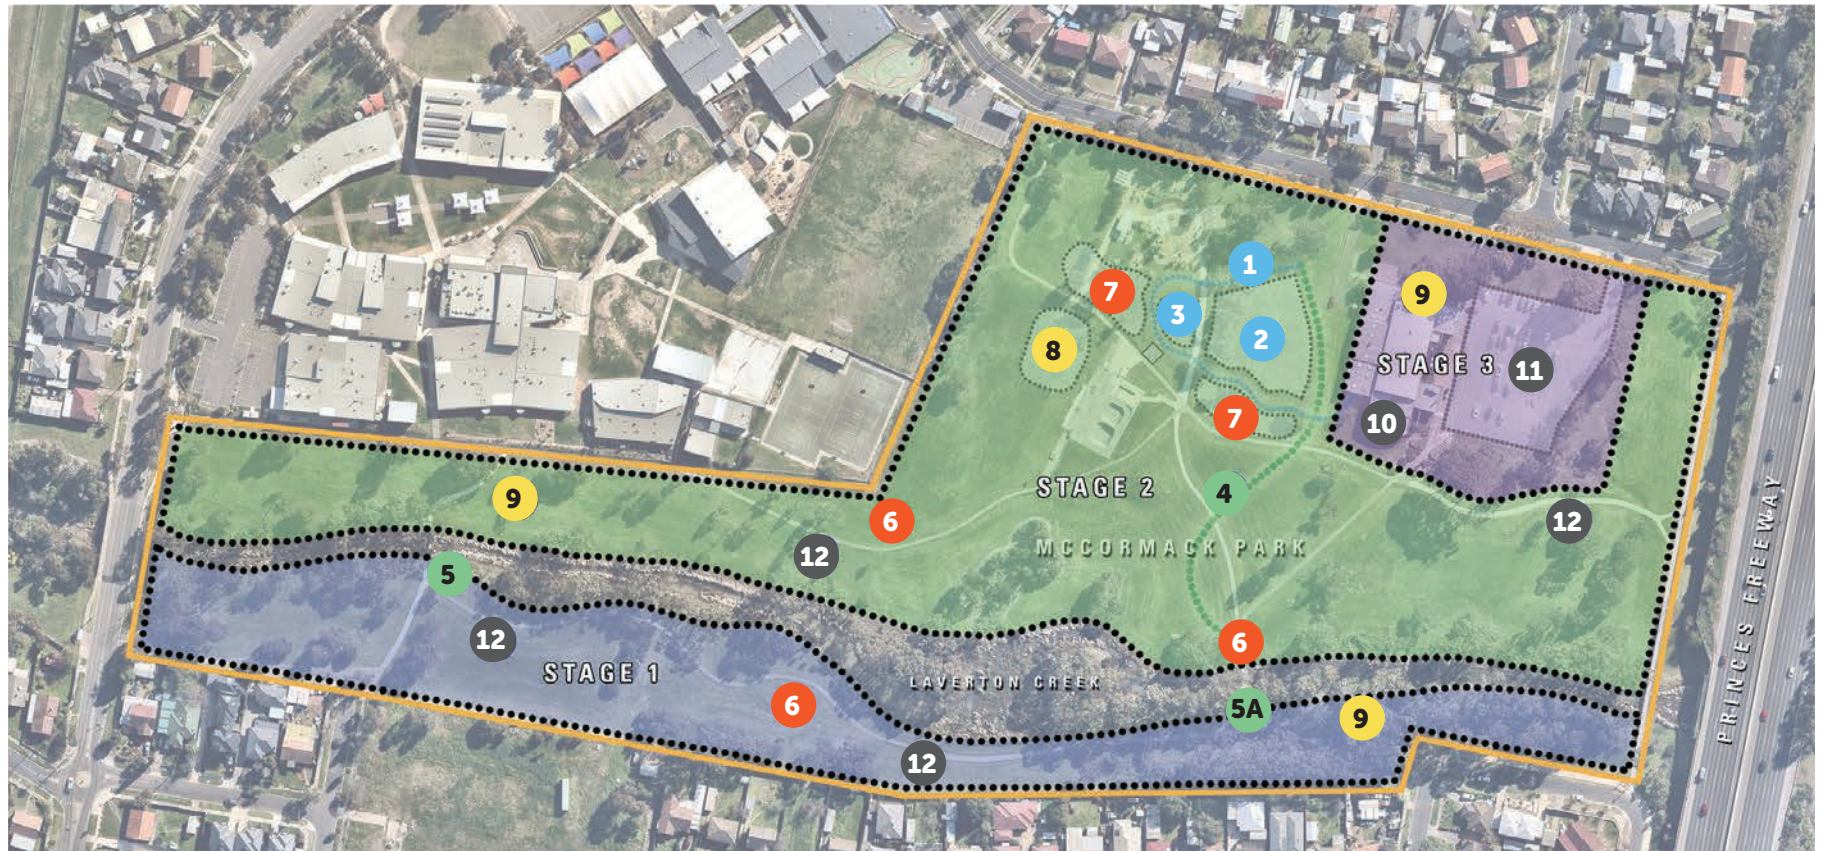 1
9
7
3
2
8
STAGE 3
11
7
10
STAGE 2
4
9
6
12
MCCORMACK PARK
12
5
12
6
STAGE 1
LAVERTON CREEK
6
5A
9
12
PRINCES FREEWAY